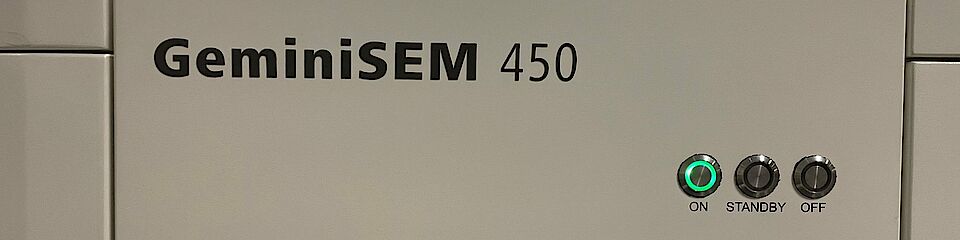 GeminiSEM 450
ON STANDBY OFF